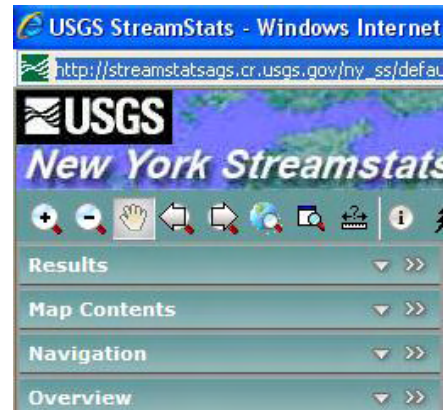 USGS StreamStats - Windows Internet
http://streamstatsags.cr.usgs.gov/ny_ss/defau
USGS
New York Streamstats
Results
Map Contents
Navigation
Overview